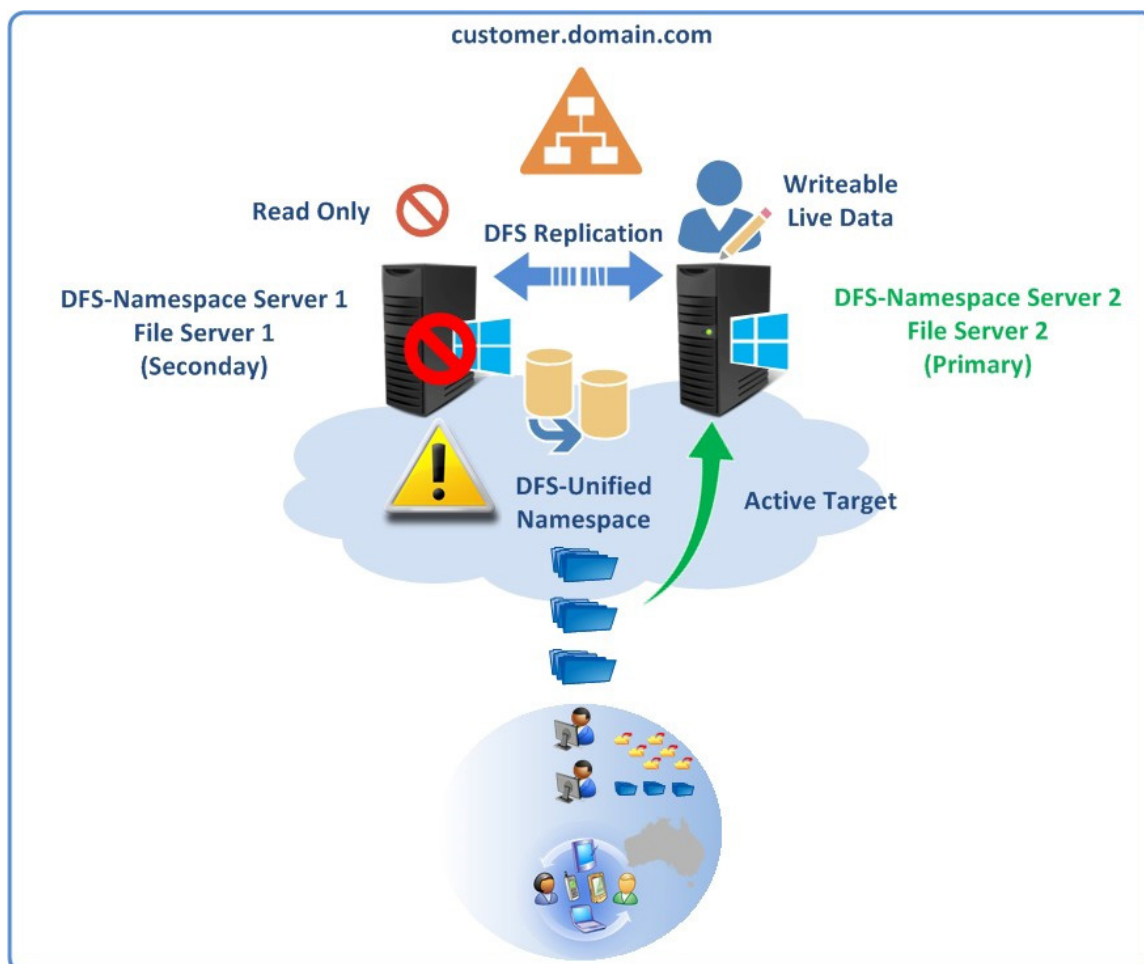 customer.domain.com
Read Only
Writeable
Live Data
DFS Replication
DFS-Namespace Server 1
File Server 1
(Seconday)
DFS-Namespace Server 2
File Server 2
(Primary)
DFS-Unified
Namespace
Active Target